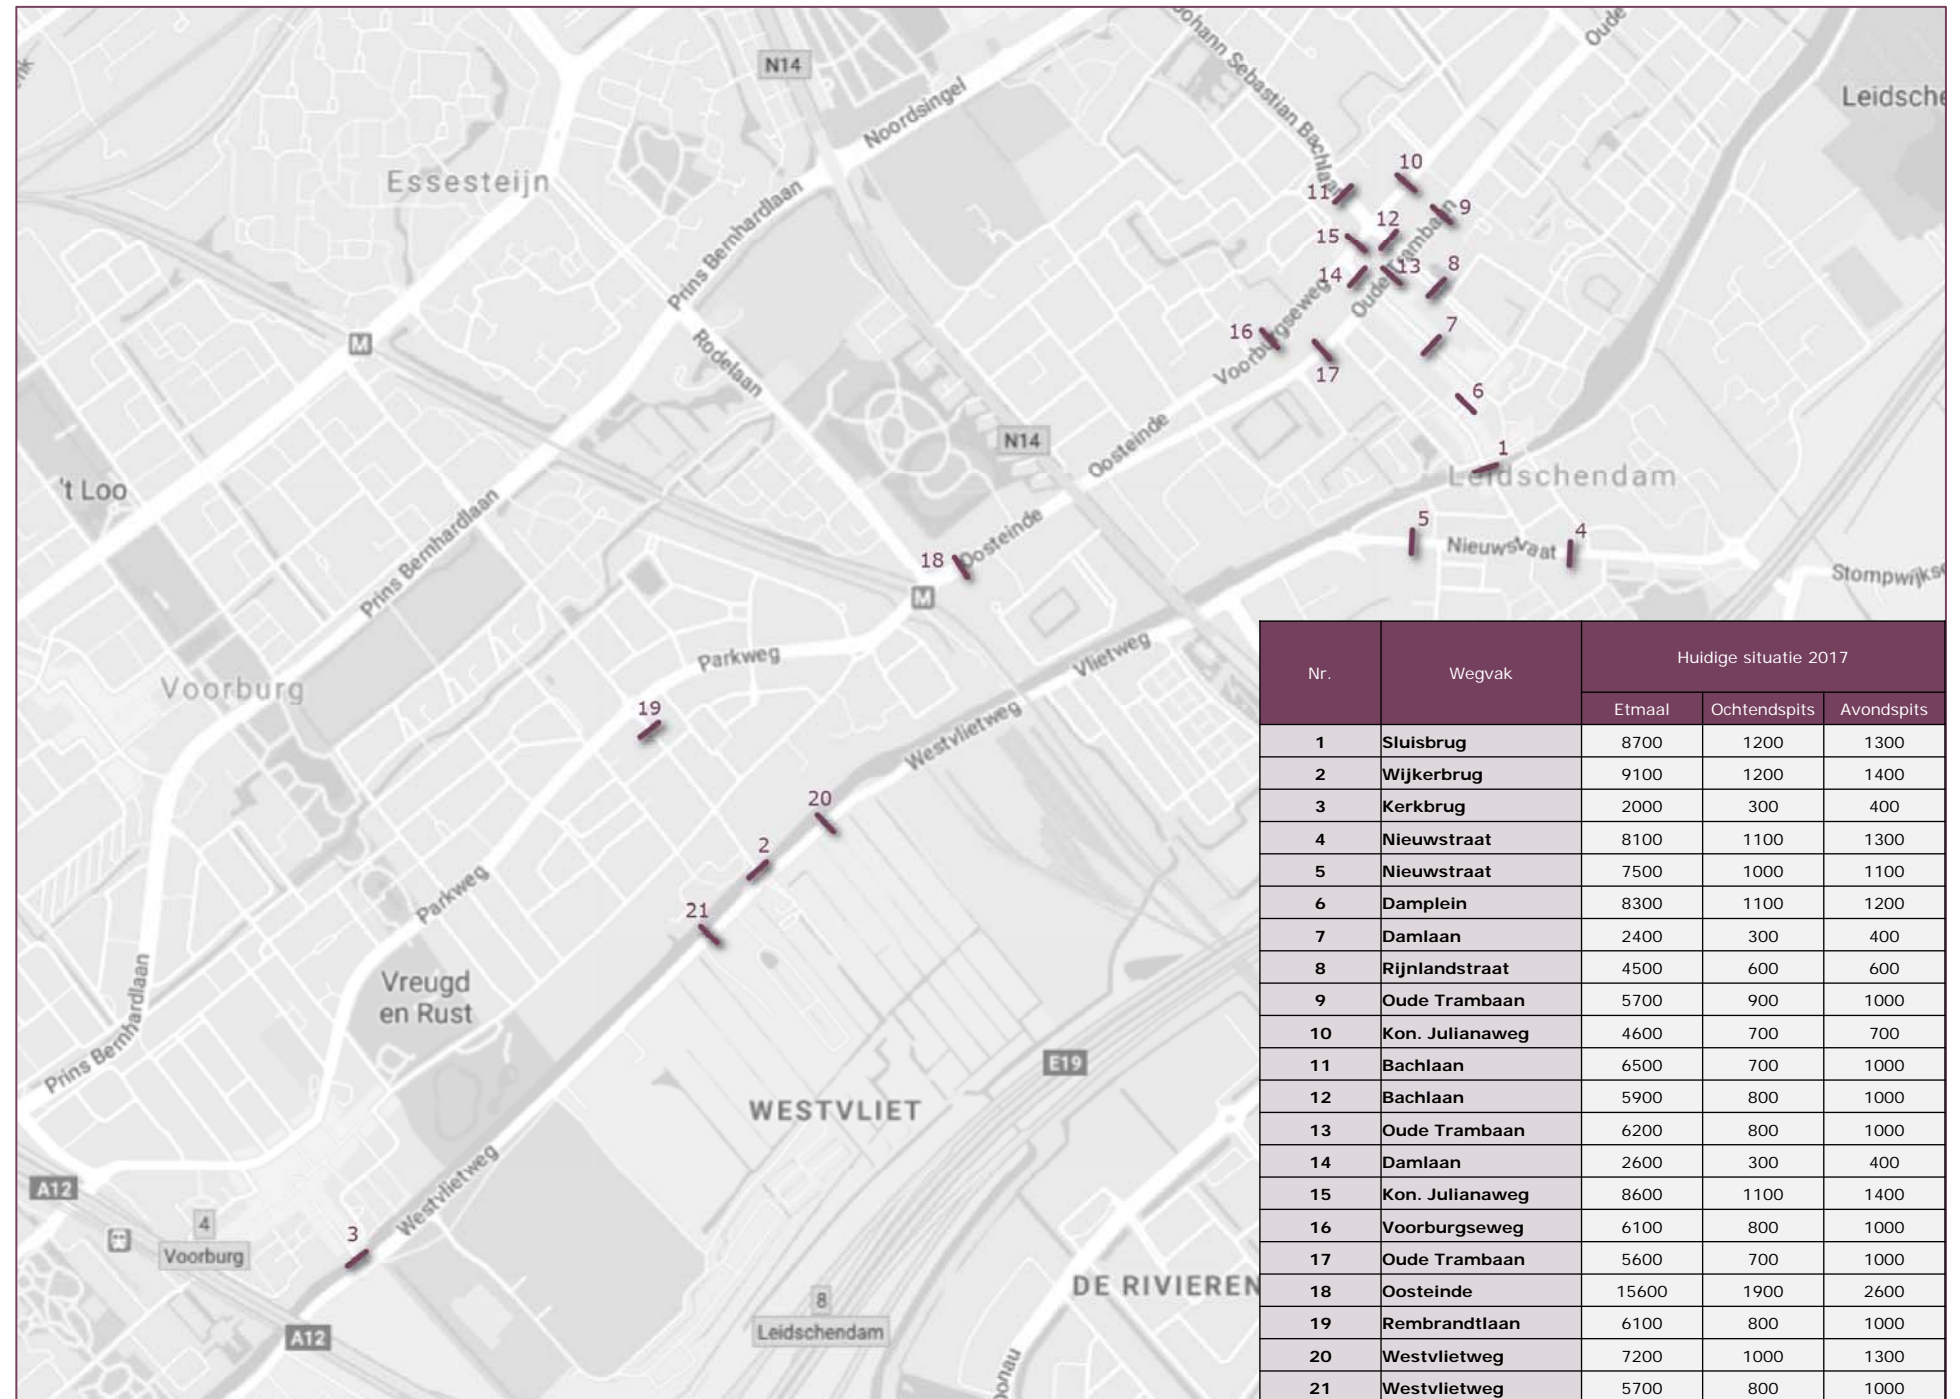 Johann Sebastian Bachlaan
Oude
N14
Leidsche
Noordsingel
Essesteijn
10
11
9
12
Prins Bernhardlaan
15
Oude Trambaan
8
13
14
16
7
Voorburgseweg
Rodelaan
M
17
6
Oosteinde
N14
1
Leidschendam
't Loo
5
4
Nieuwstraat
Oosteinde
18
Stompwijkse
Prins Bernhardlaan
M
Vlietweg
Parkweg
Voorburg
19
Westvlietweg
20
2
21
Parkweg
Vreugd
en Rust
Prins Bernhardlaan
E19
WESTVLIET
A12
Westvlietweg
4
Voorburg
3
DE RIVIEREN
8
Leidschendam
A12
onau
Nr. Wegvak Huidige situatie 2017
Etmaal Ochtendspits Avondspits
1 Sluisbrug 8700 1200 1300
2 Wijkerbrug 9100 1200 1400
3 Kerkbrug 2000 300 400
4 Nieuwstraat 8100 1100 1300
5 Nieuwstraat 7500 1000 1100
6 Damplein 8300 1100 1200
7 Damlaan 2400 300 400
8 Rijnlandstraat 4500 600 600
9 Oude Trambaan 5700 900 1000
10 Kon. Julianaweg 4600 700 700
11 Bachlaan 6500 700 1000
12 Bachlaan 5900 800 1000
13 Oude Trambaan 6200 800 1000
14 Damlaan 2600 300 400
15 Kon. Julianaweg 8600 1100 1400
16 Voorburgseweg 6100 800 1000
17 Oude Trambaan 5600 700 1000
18 Oosteinde 15600 1900 2600
19 Rembrandtlaan 6100 800 1000
20 Westvlietweg 7200 1000 1300
21 Westvlietweg 5700 800 1000